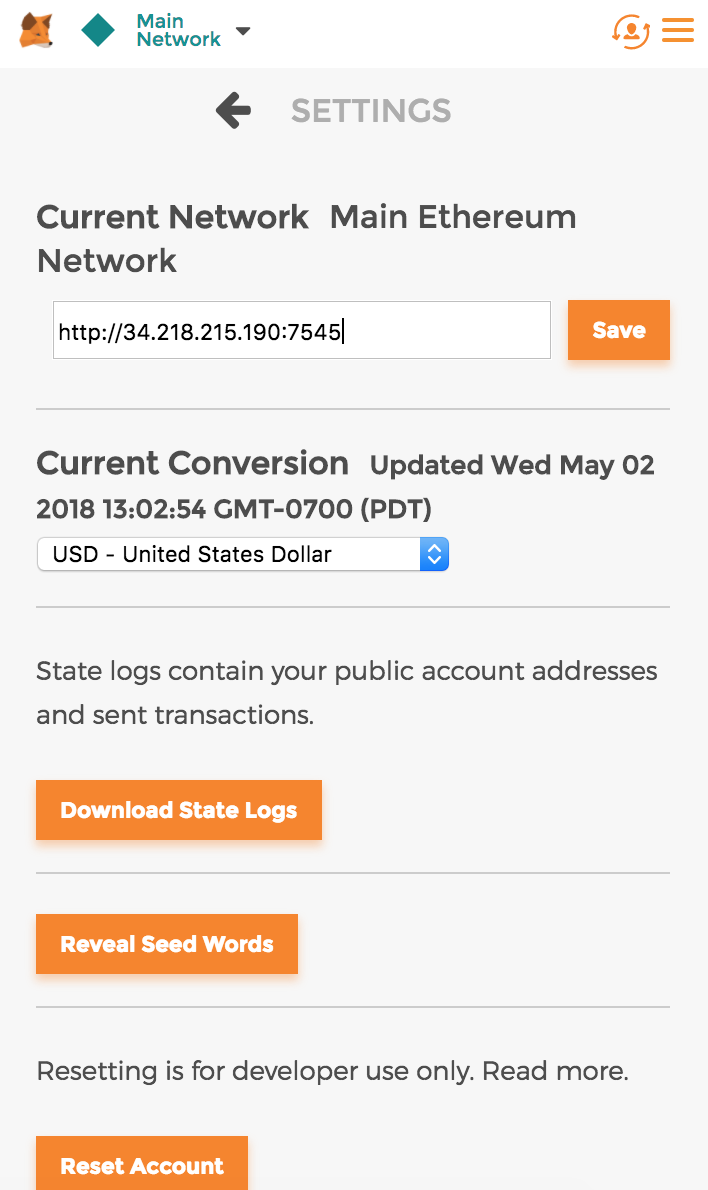 Main
Network
SETTINGS
Current Network Main Ethereum
Network
http://34.218.215.190:7545
Save
Current Conversion Updated Wed May 02
2018 13:02:54 GMT-0700 (PDT)
USD - United States Dollar
State logs contain your public account addresses
and sent transactions.
Download State Logs
Reveal Seed Words
Resetting is for developer use only. Read more.
Reset Account